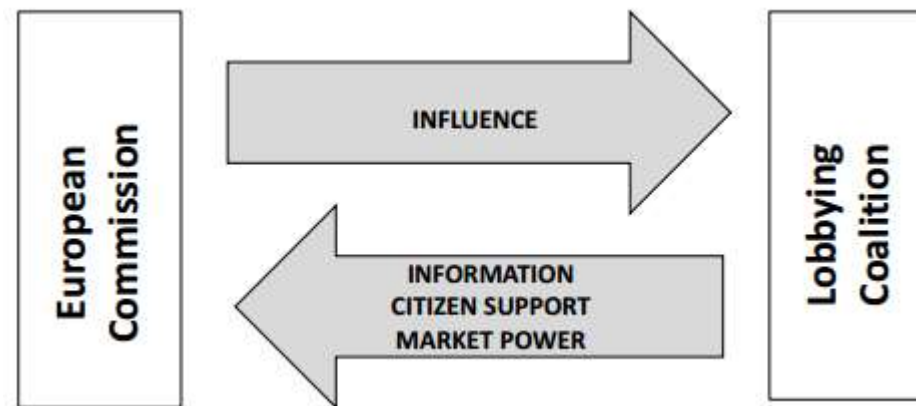 European
Commission
INFLUENCE
INFORMATION
CITIZEN SUPPORT
MARKET POWER
Lobbying
Coalition